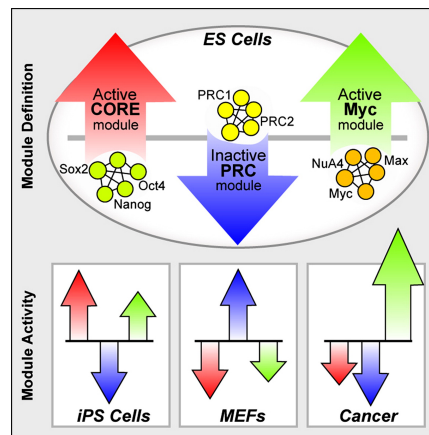 Module Definition
ES Cells
Active
CORE
module
Sox2
Oct4
Nanog
PRC1
PRC2
Inactive
PRC
module
Active
Myc
module
NuA4
Max
Myc
Module Activity
iPS Cells
MEFs
Cancer